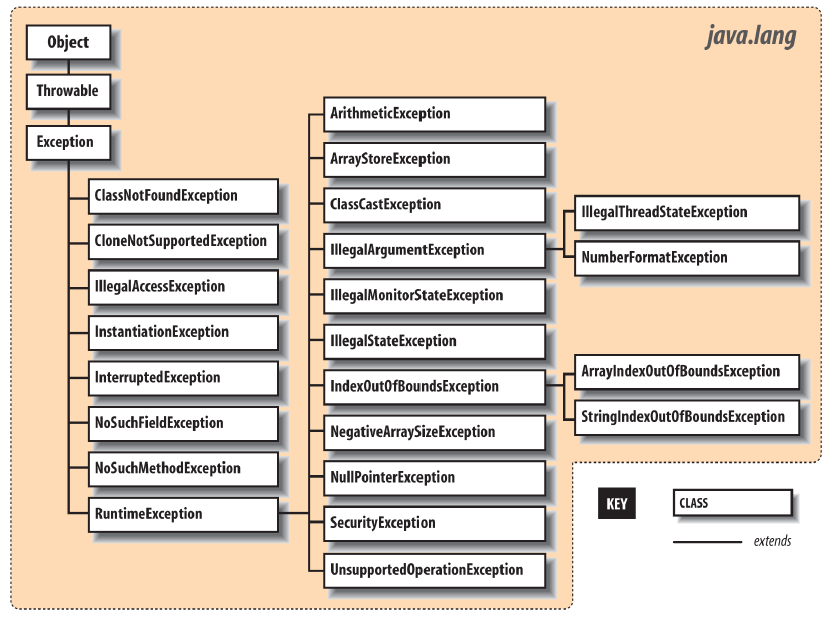 java.lang
Object
Throwable
Exception
ClassNotFoundException
CloneNotSupportedException
IllegalAccessException
InstantiationException
InterruptedException
NoSuchFieldException
NoSuchMethodException
RuntimeException
ArithmeticException
ArrayStoreException
ClassCastException
IllegalArgumentException
IllegalMonitorStateException
IllegalStateException
IndexOutOfBoundsException
NegativeArraySizeException
NullPointerException
SecurityException
UnsupportedOperationException
IllegalThreadStateException
NumberFormatException
ArrayIndexOutOfBoundsException
StringIndexOutOfBoundsException
KEY
CLASS
extends